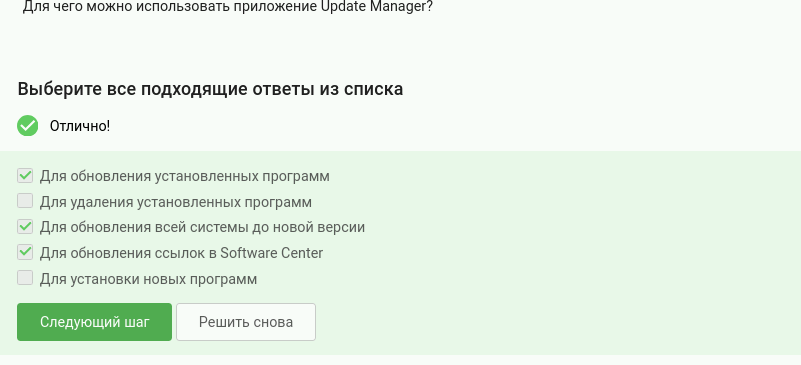 Для чего можно использовать приложение Update Manager?
Выберите все подходящие ответы из списка
Отлично!
Для обновления установленных программ
Для удаления установленных программ
Для обновления всей системы до новой версии
Для обновления ссылок в Software Center
Для установки новых программ
Следующий шаг
Решить снова